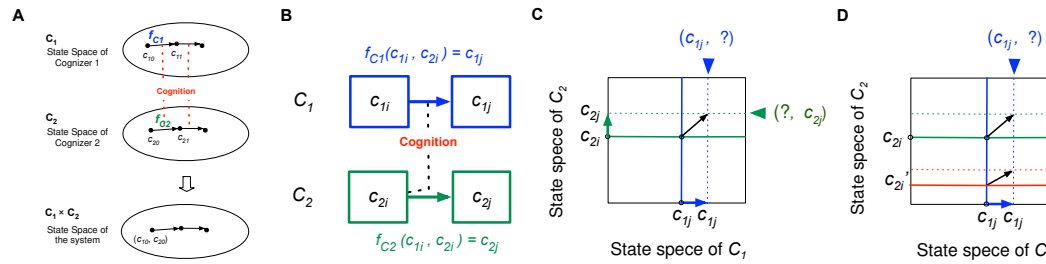 A
C1
State Space of
Cognizer 1
fC1
c10
c11
Cognition
C2
State Space of
Cognizer 2
fC2
c20
c21
C1 × C2
State Space of
the system
(c10, c20)
B
fC1(c1i , c2i) = c1j
C1
c1i
c1j
Cognition
C2
c2i
c2j
fC2 (c1i , c2i) = c2j
C
(c1j, ?)
State spece of C2
c2j
c2i
(?, c2j)
c1j c1j
State spece of C1
D
(c1j, ?)
State spece of C2
c2i
c2i'
c1j c1j
State spece of C